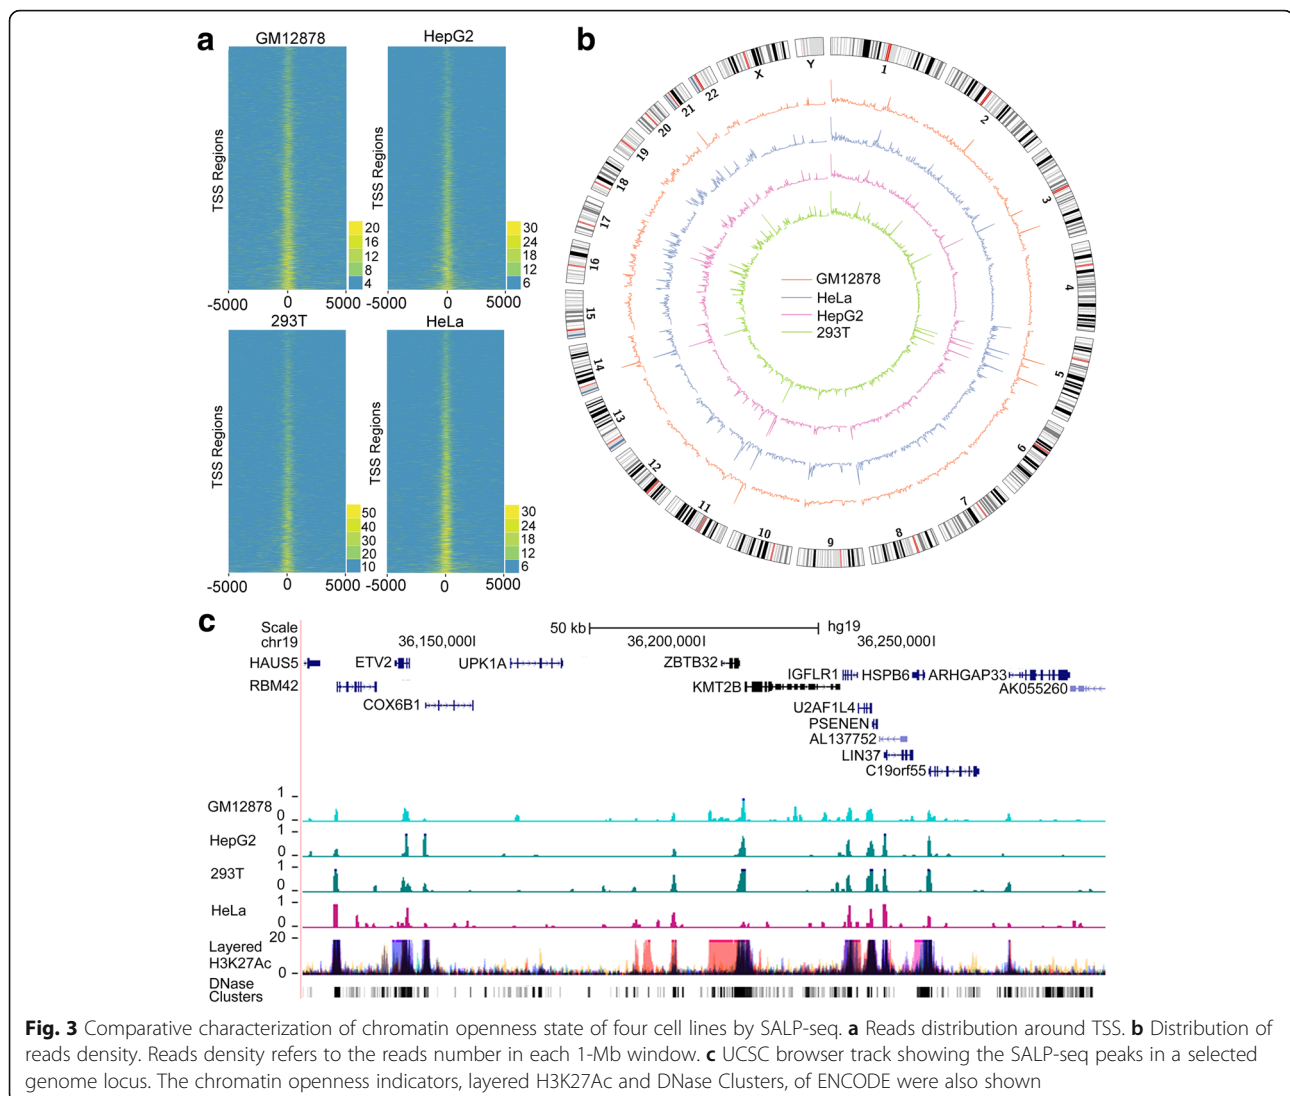 a
GM12878
HepG2
TSS Regions
TSS Regions
20
16
12
8
4
30
24
18
12
6
-5000
0
5000
-5000
0
5000
293T
HeLa
TSS Regions
TSS Regions
50
40
30
20
10
30
24
18
12
6
-5000
0
5000
-5000
0
5000
b
1
2
3
4
5
6
7
8
9
10
11
12
13
14
15
16
17
18
19
20
21
22
X
Y
GM12878
HeLa
HepG2
293T
c
Scale
50 kb
hg19
chr19
36,150,000
36,200,000
36,250,000
HAUS5
ETV2
UPK1A
ZBTB32
IGFLR1
HSPB6
ARHGAP33
RBM42
KMT2B
AK055260
COX6B1
U2AF1L4
PSENEN
AL137752
LIN37
C19orf55
GM12878
1
0
HepG2
1
0
293T
1
0
HeLa
1
0
Layered H3K27Ac
20
0
DNase Clusters
Fig. 3 Comparative characterization of chromatin openness state of four cell lines by SALP-seq. a Reads distribution around TSS. b Distribution of
reads density. Reads density refers to the reads number in each 1-Mb window. c UCSC browser track showing the SALP-seq peaks in a selected
genome locus. The chromatin openness indicators, layered H3K27Ac and DNase Clusters, of ENCODE were also shown